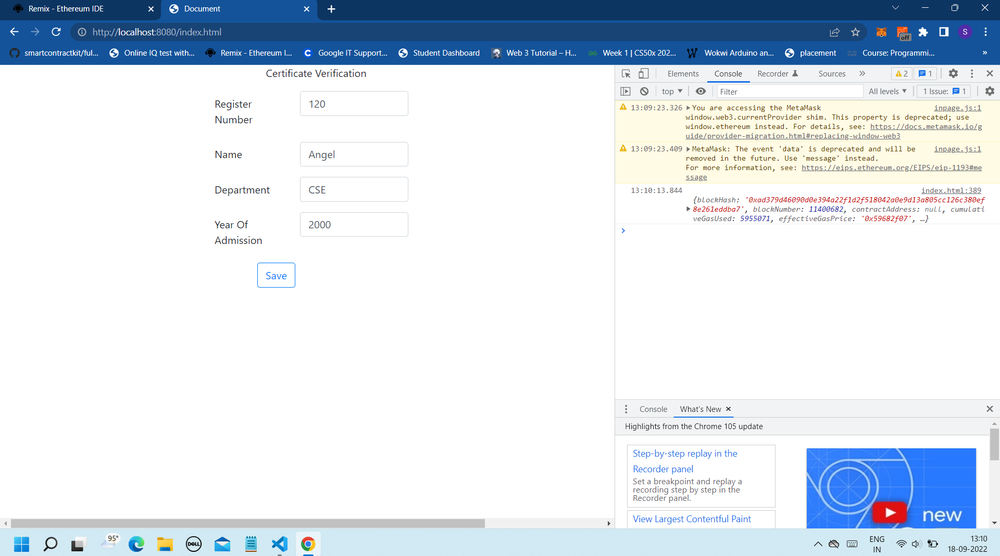 Remix - Ethereum IDE
Document
http://localhost:8080/index.html
off
S
smartcontractkit/ful...
Online IQ test with...
Remix - Ethereum I...
Google IT Support...
Student Dashboard
Web 3 Tutorial – H...
Week 1 | CS50x 202...
Wokwi Arduino an...
placement
Course: Programmi...
»
Certificate Verification
Register
Number
120
Name
Angel
Department
CSE
Year Of
Admission
2000
Save
Elements
Console
Recorder
Sources
2
1
top
Filter
All levels
1 Issue: 1
13:09:23.326 You are accessing the MetaMask inpage.js:1
window.web3.currentProvider shim. This property is deprecated; use
window.ethereum instead. For details, see: https://docs.metamask.io/g
uide/provider-migration.html#replacing-window-web3
13:09:23.409 MetaMask: The event 'data' is deprecated and will be inpage.js:1
removed in the future. Use 'message' instead.
For more information, see: https://eips.ethereum.org/EIPS/eip-1193#me
ssage
13:10:13.844 index.html:389
{blockHash: '0xad379d46090d0e394a22f1d2f518042a0e9d13a805cc126c380ef
8e261eddba7', blockNumber: 11400682, contractAddress: null, cumulati
veGasUsed: 5955071, effectiveGasPrice: '0x59682f07', …}
Console
What's New
Highlights from the Chrome 105 update
Step-by-step replay in the
Recorder panel
Set a breakpoint and replay a
recording step by step in the
Recorder panel.
View Largest Contentful Paint
new
95°
DELL
ENG
IN
13:10
18-09-2022